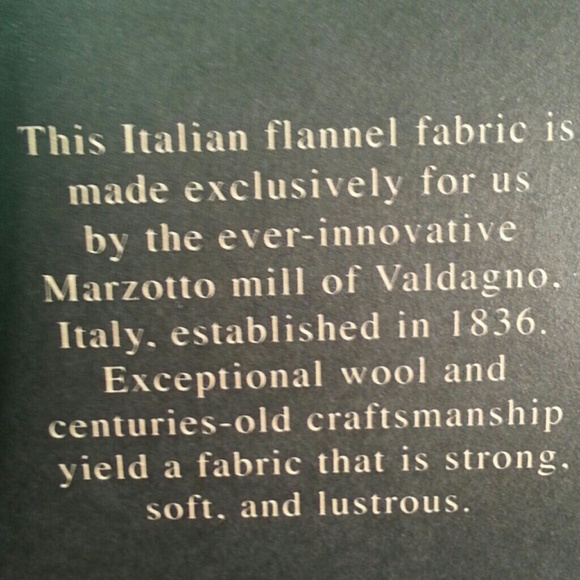 This Italian flannel fabric is
made exclusively for us
by the ever-innovative
Marzotto mill of Valdagno,
Italy, established in 1836.
Exceptional wool and
centuries-old craftsmanship
yield a fabric that is strong,
soft, and lustrous.